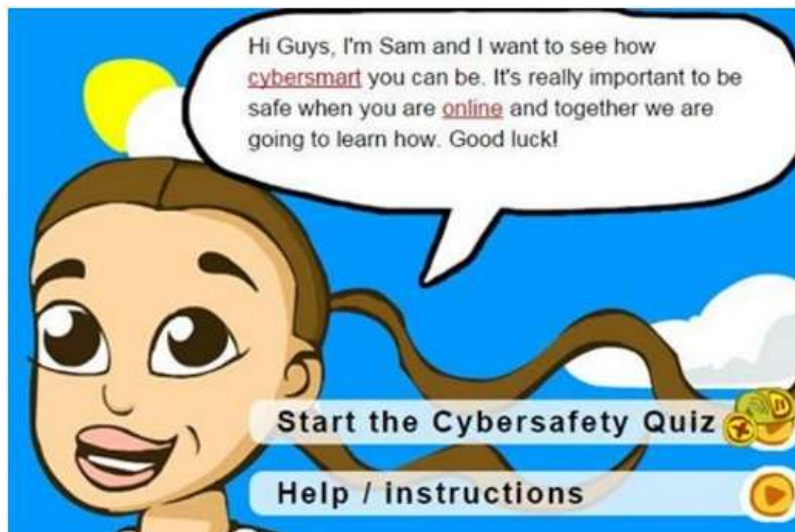 Hi Guys, I'm Sam and I want to see how
cybersmart you can be. It's really important to be
safe when you are online and together we are
going to learn how. Good luck!
Start the Cybersafety Quiz
Help / instructions